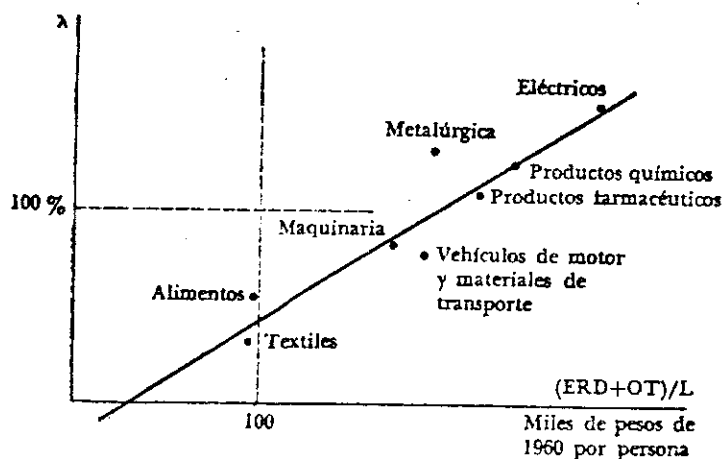 λ
Eléctricos
Metalúrgica
Productos químicos
Productos farmacéuticos
100 %
Maquinaria
Vehículos de motor
y materiales de
transporte
Alimentos
Textiles
(ERD+OT)/L
100
Miles de pesos de
1960 por persona